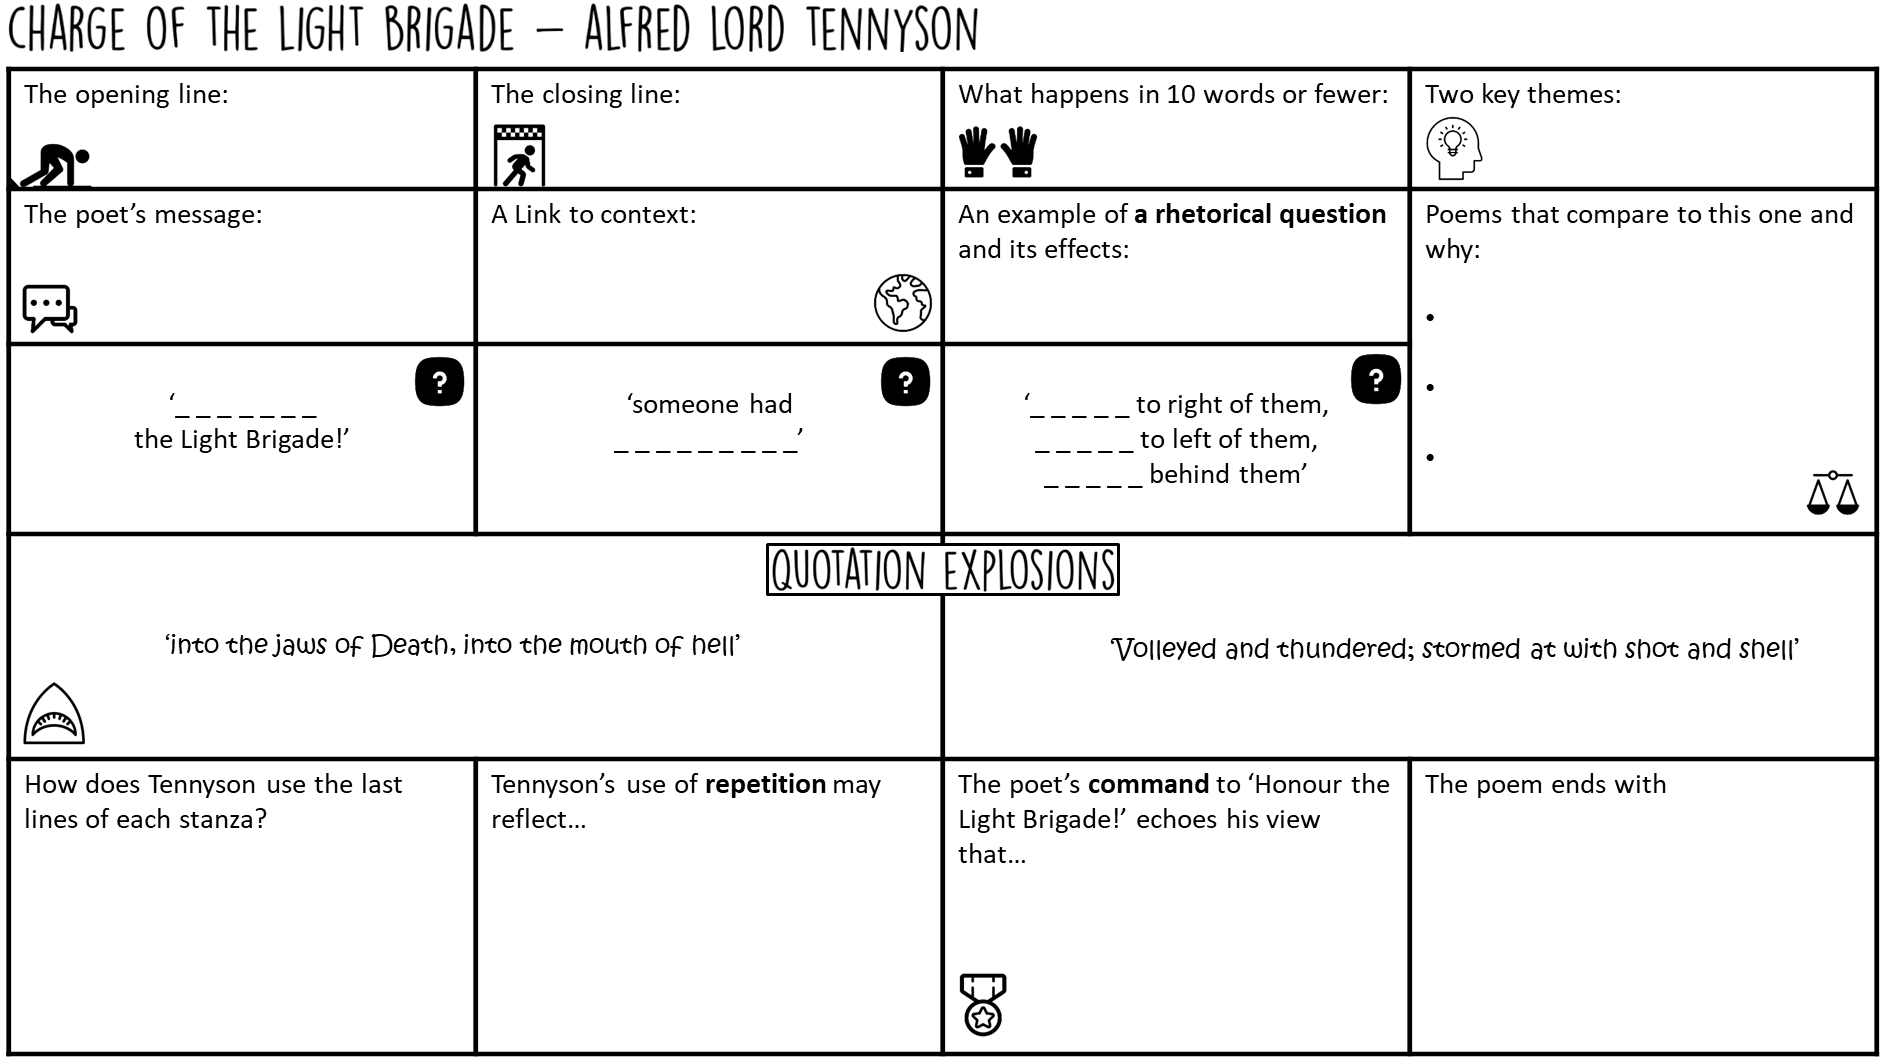 CHARGE OF THE LIGHT BRIGADE – ALFRED LORD TENNYSON
The opening line:
The closing line:
What happens in 10 words or fewer:
Two key themes:
The poet’s message:
A Link to context:
An example of a rhetorical question
and its effects:
Poems that compare to this one and
why:
•
•
•
‘_ _ _ _ _ _ _
the Light Brigade!’
?
‘someone had
_ _ _ _ _ _ _ _ _ _’
?
‘_ _ _ _ _ to right of them,
_ _ _ _ _ to left of them,
_ _ _ _ _ behind them’
?
QUOTATION EXPLOSIONS
‘into the jaws of Death, into the mouth of hell’
‘Volleyed and thundered; stormed at with shot and shell’
How does Tennyson use the last
lines of each stanza?
Tennyson’s use of repetition may
reflect…
The poet’s command to ‘Honour the
Light Brigade!’ echoes his view
that…
The poem ends with